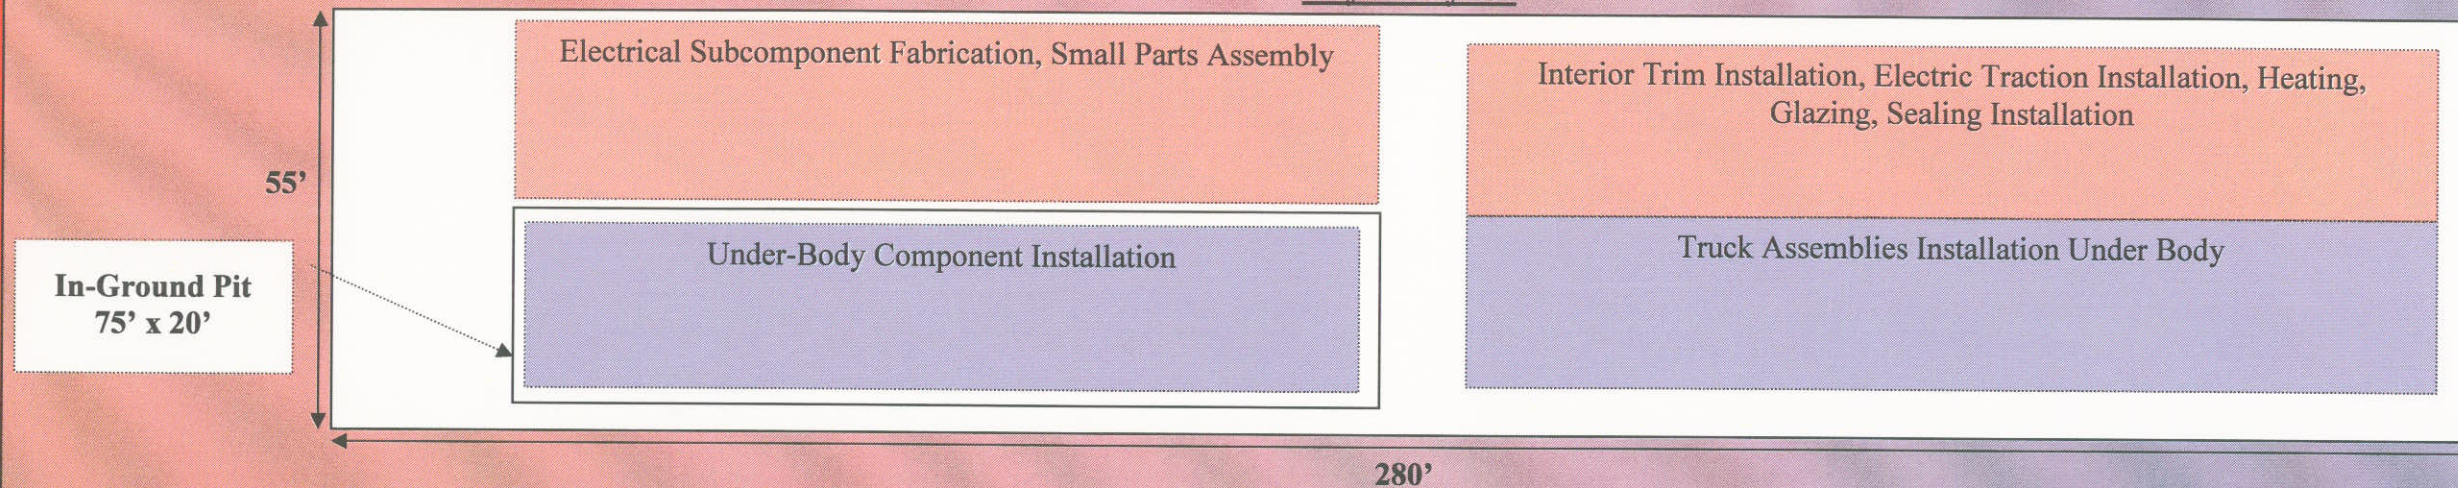 Electrical Subcomponent Fabrication, Small Parts Assembly
Interior Trim Installation, Electric Traction Installation, Heating,
Glazing, Sealing Installation
55’
Under-Body Component Installation
Truck Assemblies Installation Under Body
In-Ground Pit
75’ x 20’
280’